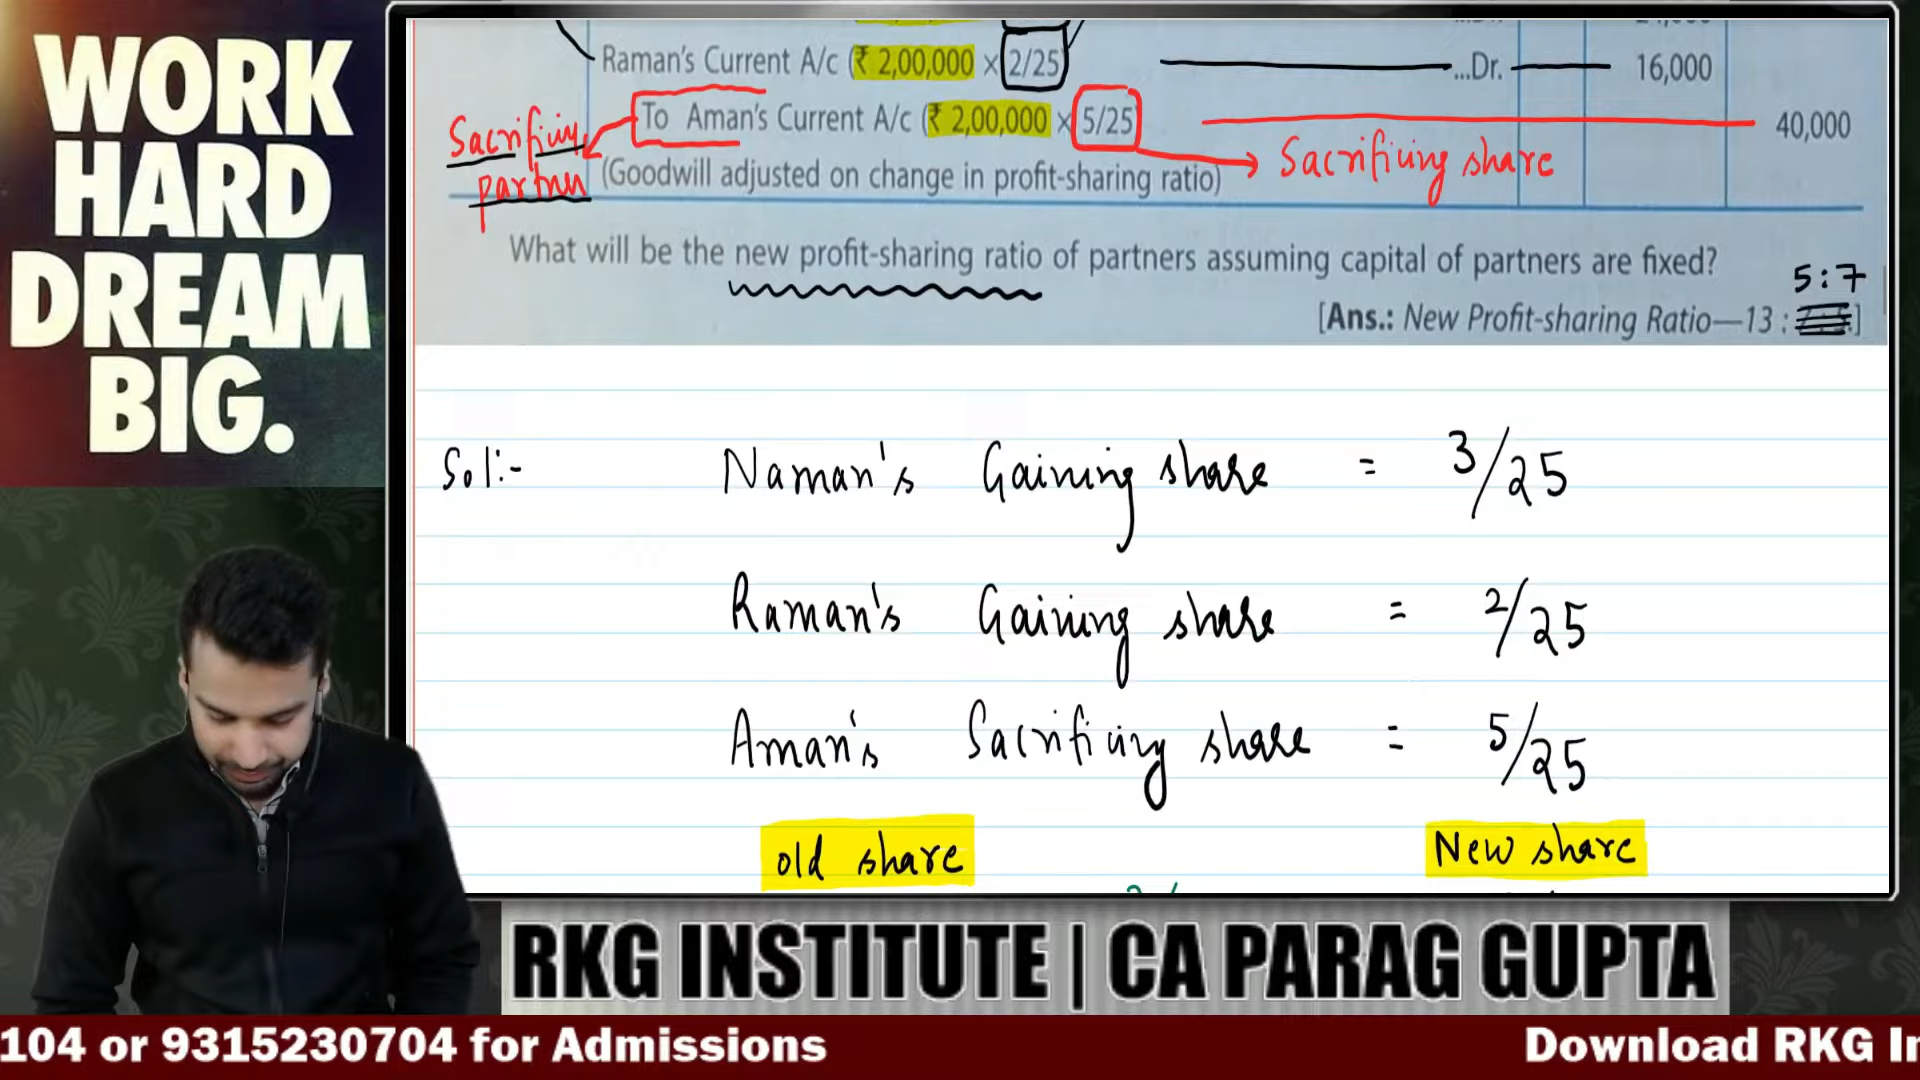 WORK
HARD
DREAM
BIG.
Raman's Current A/c (₹ 2,00,000 × 2/25) ...Dr. 16,000
To Aman's Current A/c (₹ 2,00,000 × 5/25) 40,000
Sacrificing
partner
(Goodwill adjusted on change in profit-sharing ratio)
Sacrificing share
What will be the new profit-sharing ratio of partners assuming capital of partners are fixed?
5:7
[Ans.: New Profit-sharing Ratio—13 : ]
Sol:-
Naman's Gaining share = 3/25
Raman's Gaining share = 2/25
Aman's Sacrificing share = 5/25
old share
New share
RKG INSTITUTE | CA PARAG GUPTA
104 or 9315230704 for Admissions
Download RKG In